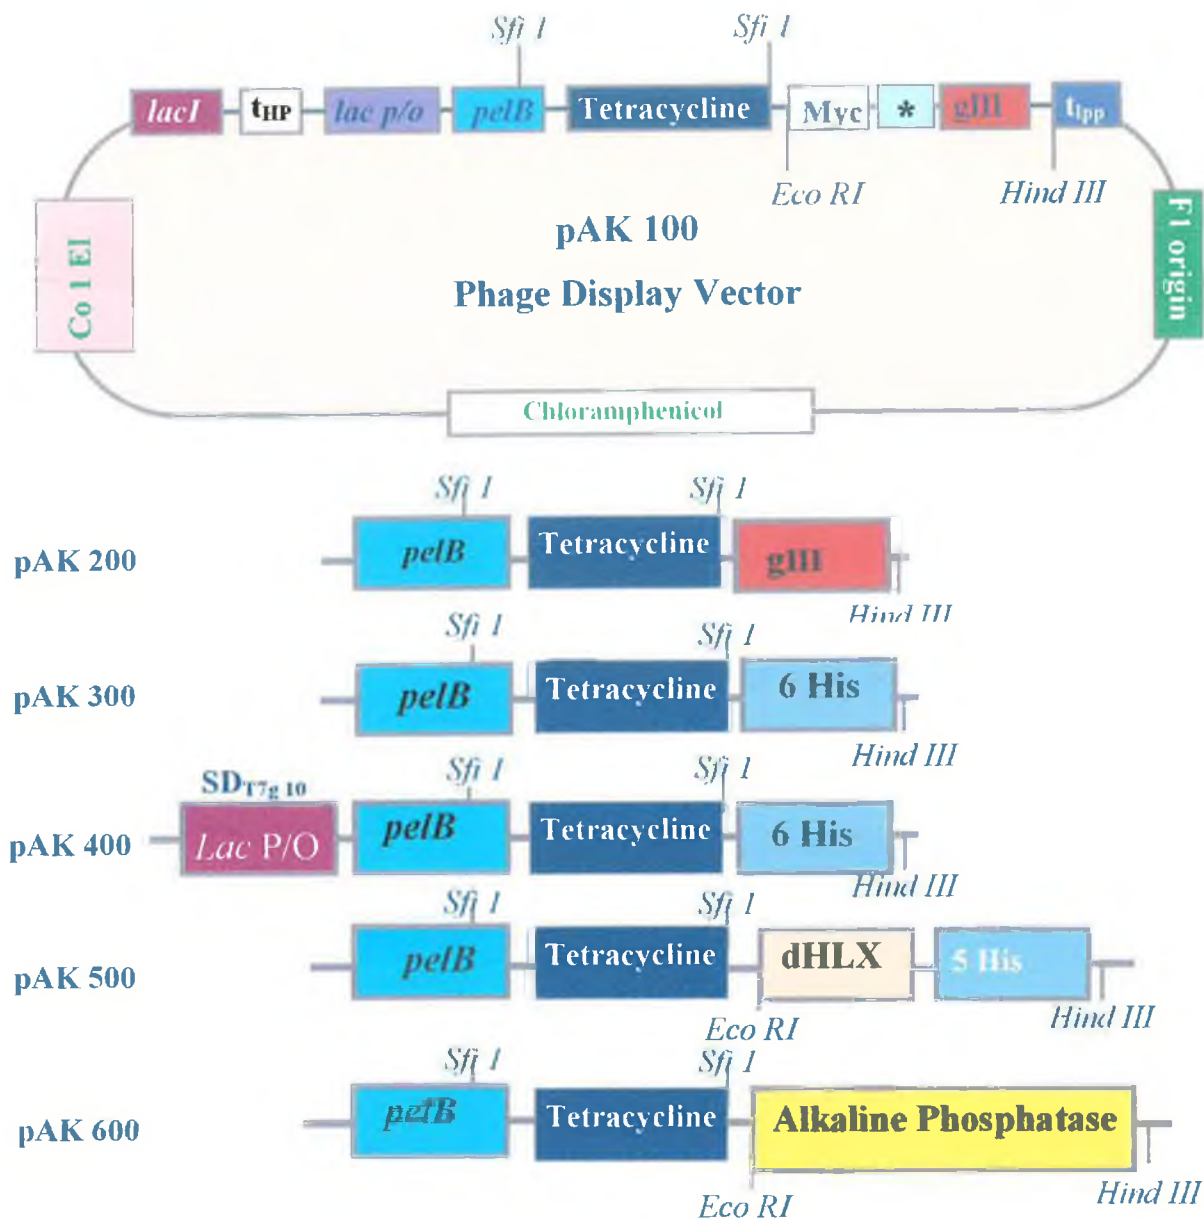 Sfi I Sfi I
lacI tHP lac p/o pelB Tetracycline Myc * gIII tlpp
Eco RI Hind III
pAK 100
Phage Display Vector
Co 1 EI
F1 origin
Chloramphenicol
Sfi I Sfi I
pAK 200 pelB Tetracycline gIII
Hind III
Sfi I Sfi I
pAK 300 pelB Tetracycline 6 His
Hind III
SDT7g 10 Sfi I Sfi I
pAK 400 Lac P/O pelB Tetracycline 6 His
Hind III
Sfi I Sfi I
pAK 500 pelB Tetracycline dHLX 5 His
Eco RI Hind III
Sfi I Sfi I
pAK 600 pelB Tetracycline Alkaline Phosphatase
Eco RI Hind III